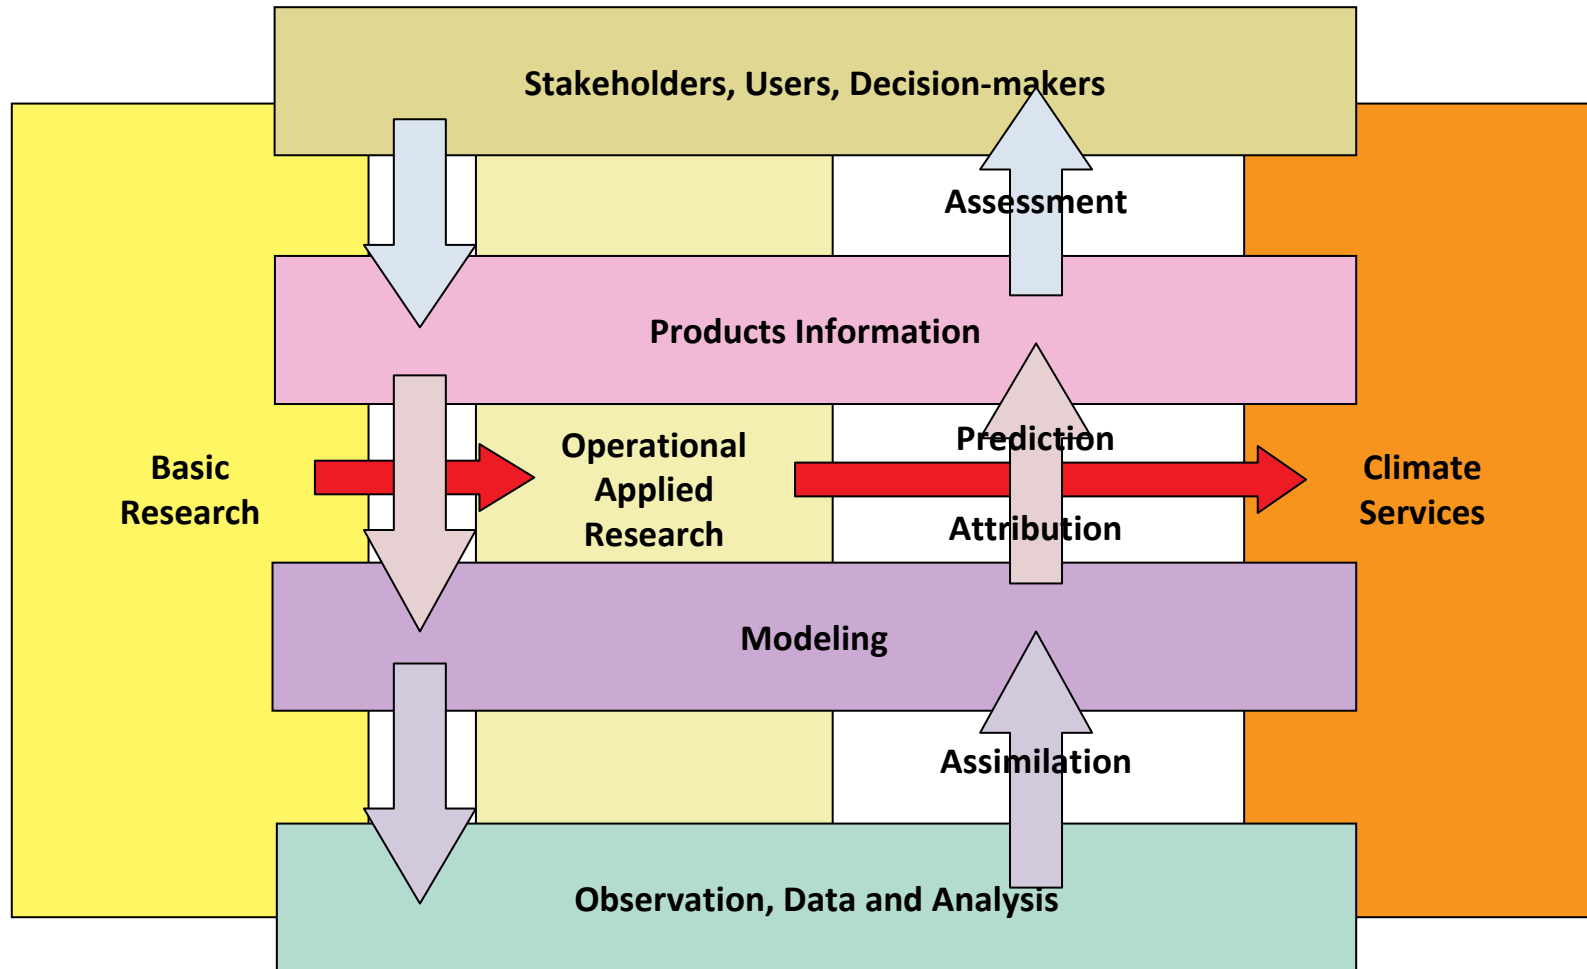 Stakeholders, Users, Decision-makers
Assessment
Products Information
Basic
Research
Operational
Applied
Research
Prediction
Attribution
Climate
Services
Modeling
Assimilation
Observation, Data and Analysis